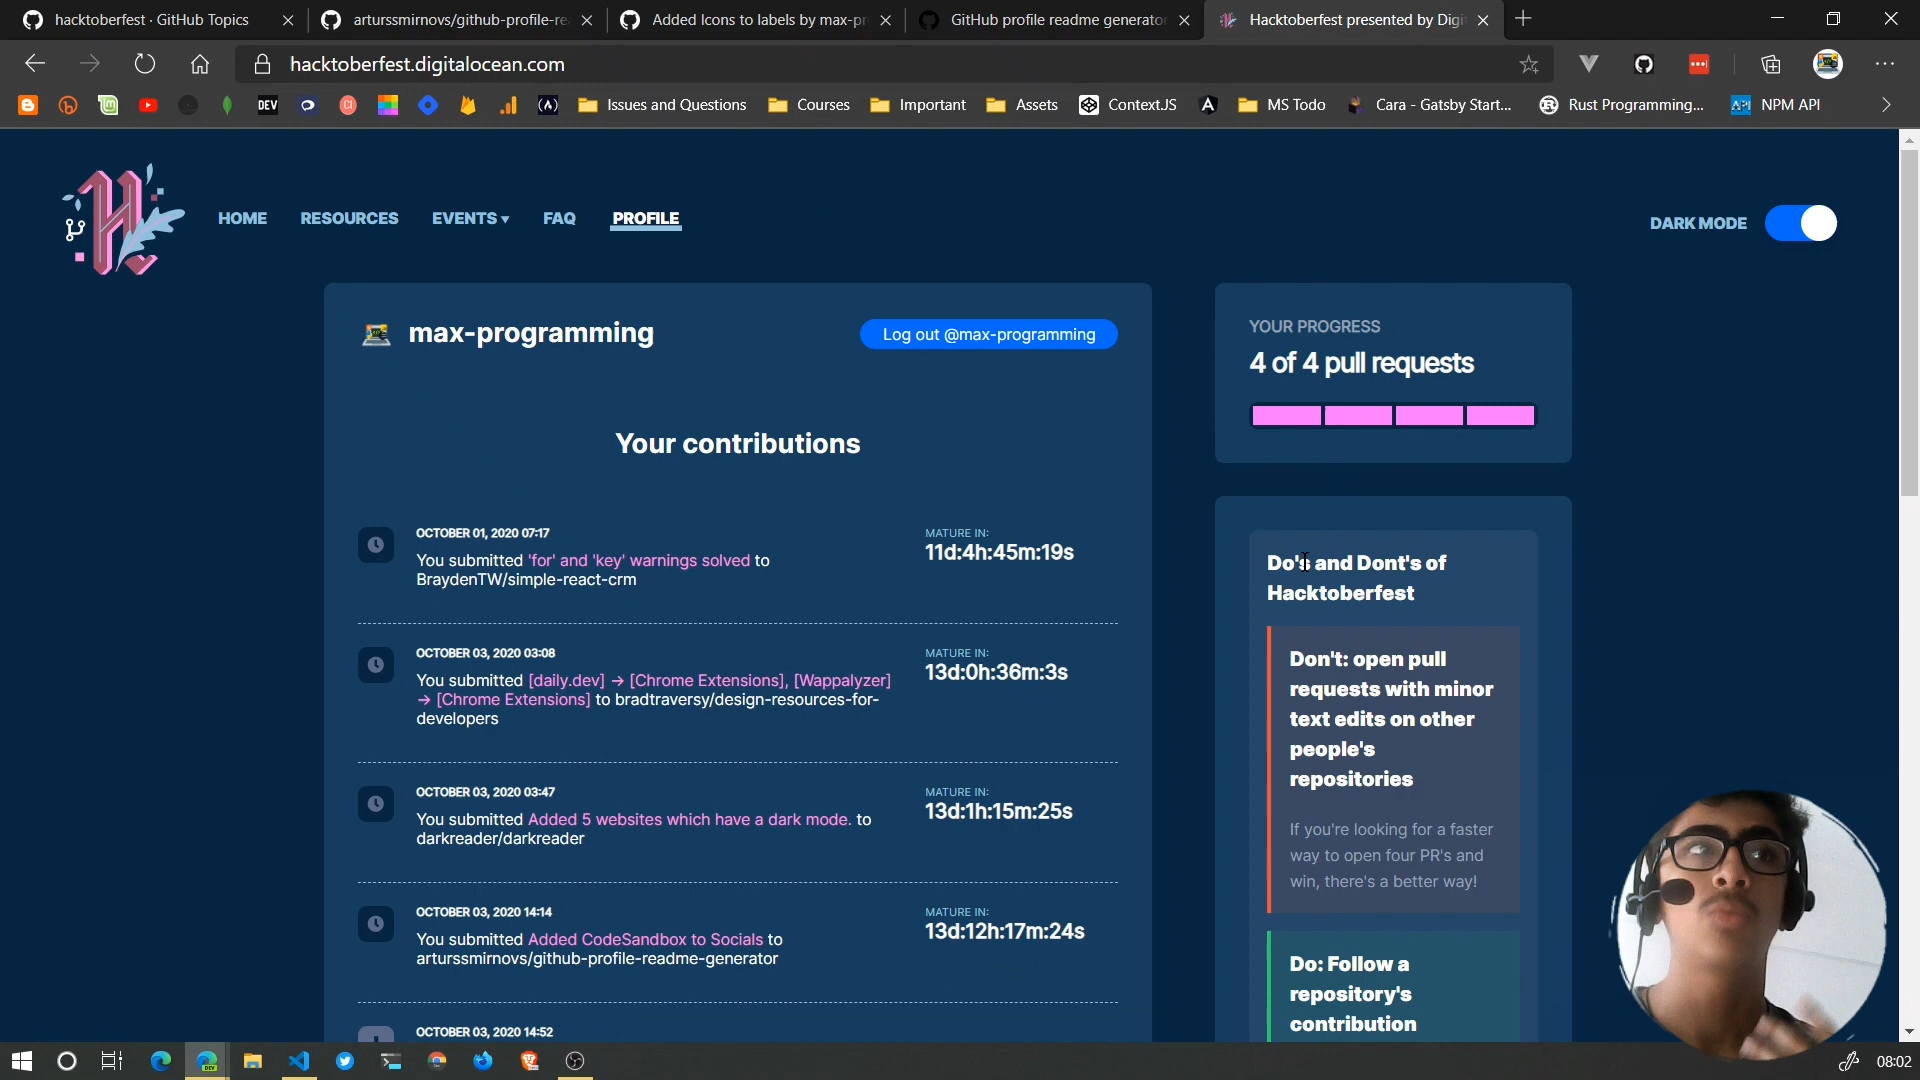 hacktoberfest · GitHub Topics
arturssmirnovs/github-profile-re
Added Icons to labels by max-pr
GitHub profile readme generator
Hacktoberfest presented by Digi
hacktoberfest.digitalocean.com
DEV
CI
(A)
Issues and Questions
Courses
Important
Assets
ContextJS
MS Todo
Cara - Gatsby Start...
Rust Programming...
API
NPM API
HOME
RESOURCES
EVENTS
FAQ
PROFILE
DARK MODE
max-programming
Log out @max-programming
Your contributions
OCTOBER 01, 2020 07:17
You submitted 'for' and 'key' warnings solved to
BraydenTW/simple-react-crm
MATURE IN:
11d:4h:45m:19s
OCTOBER 03, 2020 03:08
You submitted [daily.dev] → [Chrome Extensions], [Wappalyzer]
→ [Chrome Extensions] to bradtraversy/design-resources-for-
developers
MATURE IN:
13d:0h:36m:3s
OCTOBER 03, 2020 03:47
You submitted Added 5 websites which have a dark mode. to
darkreader/darkreader
MATURE IN:
13d:1h:15m:25s
OCTOBER 03, 2020 14:14
You submitted Added CodeSandbox to Socials to
arturssmirnovs/github-profile-readme-generator
MATURE IN:
13d:12h:17m:24s
OCTOBER 03, 2020 14:52
YOUR PROGRESS
4 of 4 pull requests
Do's and Dont's of
Hacktoberfest
Don't: open pull
requests with minor
text edits on other
people's
repositories
If you're looking for a faster
way to open four PR's and
win, there's a better way!
Do: Follow a
repository's
contribution
DEV
08:02